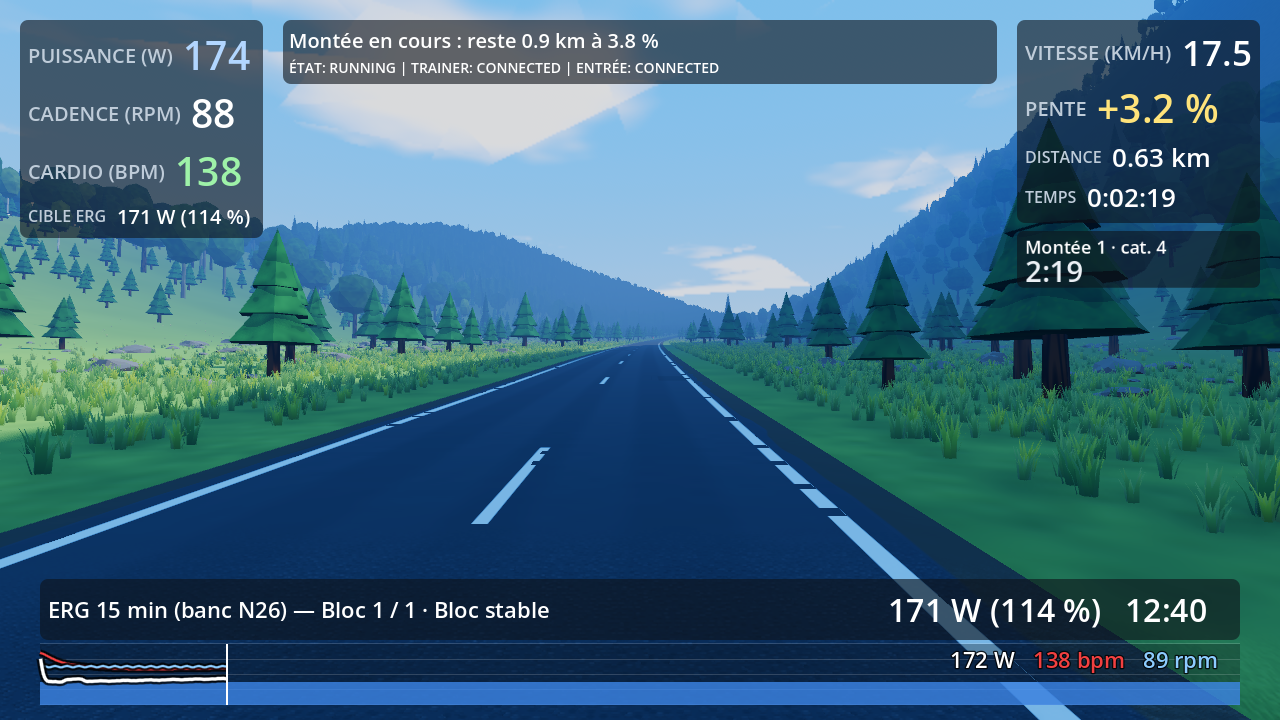 PUISSANCE (W) 174
CADENCE (RPM) 88
CARDIO (BPM) 138
CIBLE ERG 171 W (114 %)
Montée en cours : reste 0.9 km à 3.8 %
ÉTAT: RUNNING | TRAINER: CONNECTED | ENTRÉE: CONNECTED
VITESSE (KM/H) 17.5
PENTE +3.2 %
DISTANCE 0.63 km
TEMPS 0:02:19
Montée 1 · cat. 4
2:19
ERG 15 min (banc N26) — Bloc 1 / 1 · Bloc stable 171 W (114 %) 12:40
172 W 138 bpm 89 rpm